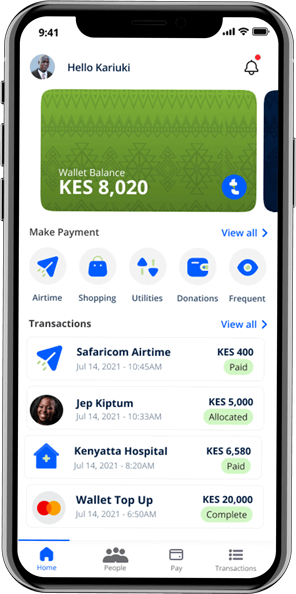 9:41
Hello Kariuki
Wallet Balance
KES 8,020
Make Payment View all
Airtime Shopping Utilities Donations Frequent
Transactions View all
Safaricom Airtime KES 400
Jul 14, 2021 - 10:45AM Paid
Jep Kiptum KES 5,000
Jul 14, 2021 - 10:33AM Allocated
Kenyatta Hospital KES 6,580
Jul 14, 2021 - 8:20AM Paid
Wallet Top Up KES 20,000
Jul 14, 2021 - 6:50AM Complete
Home People Pay Transactions